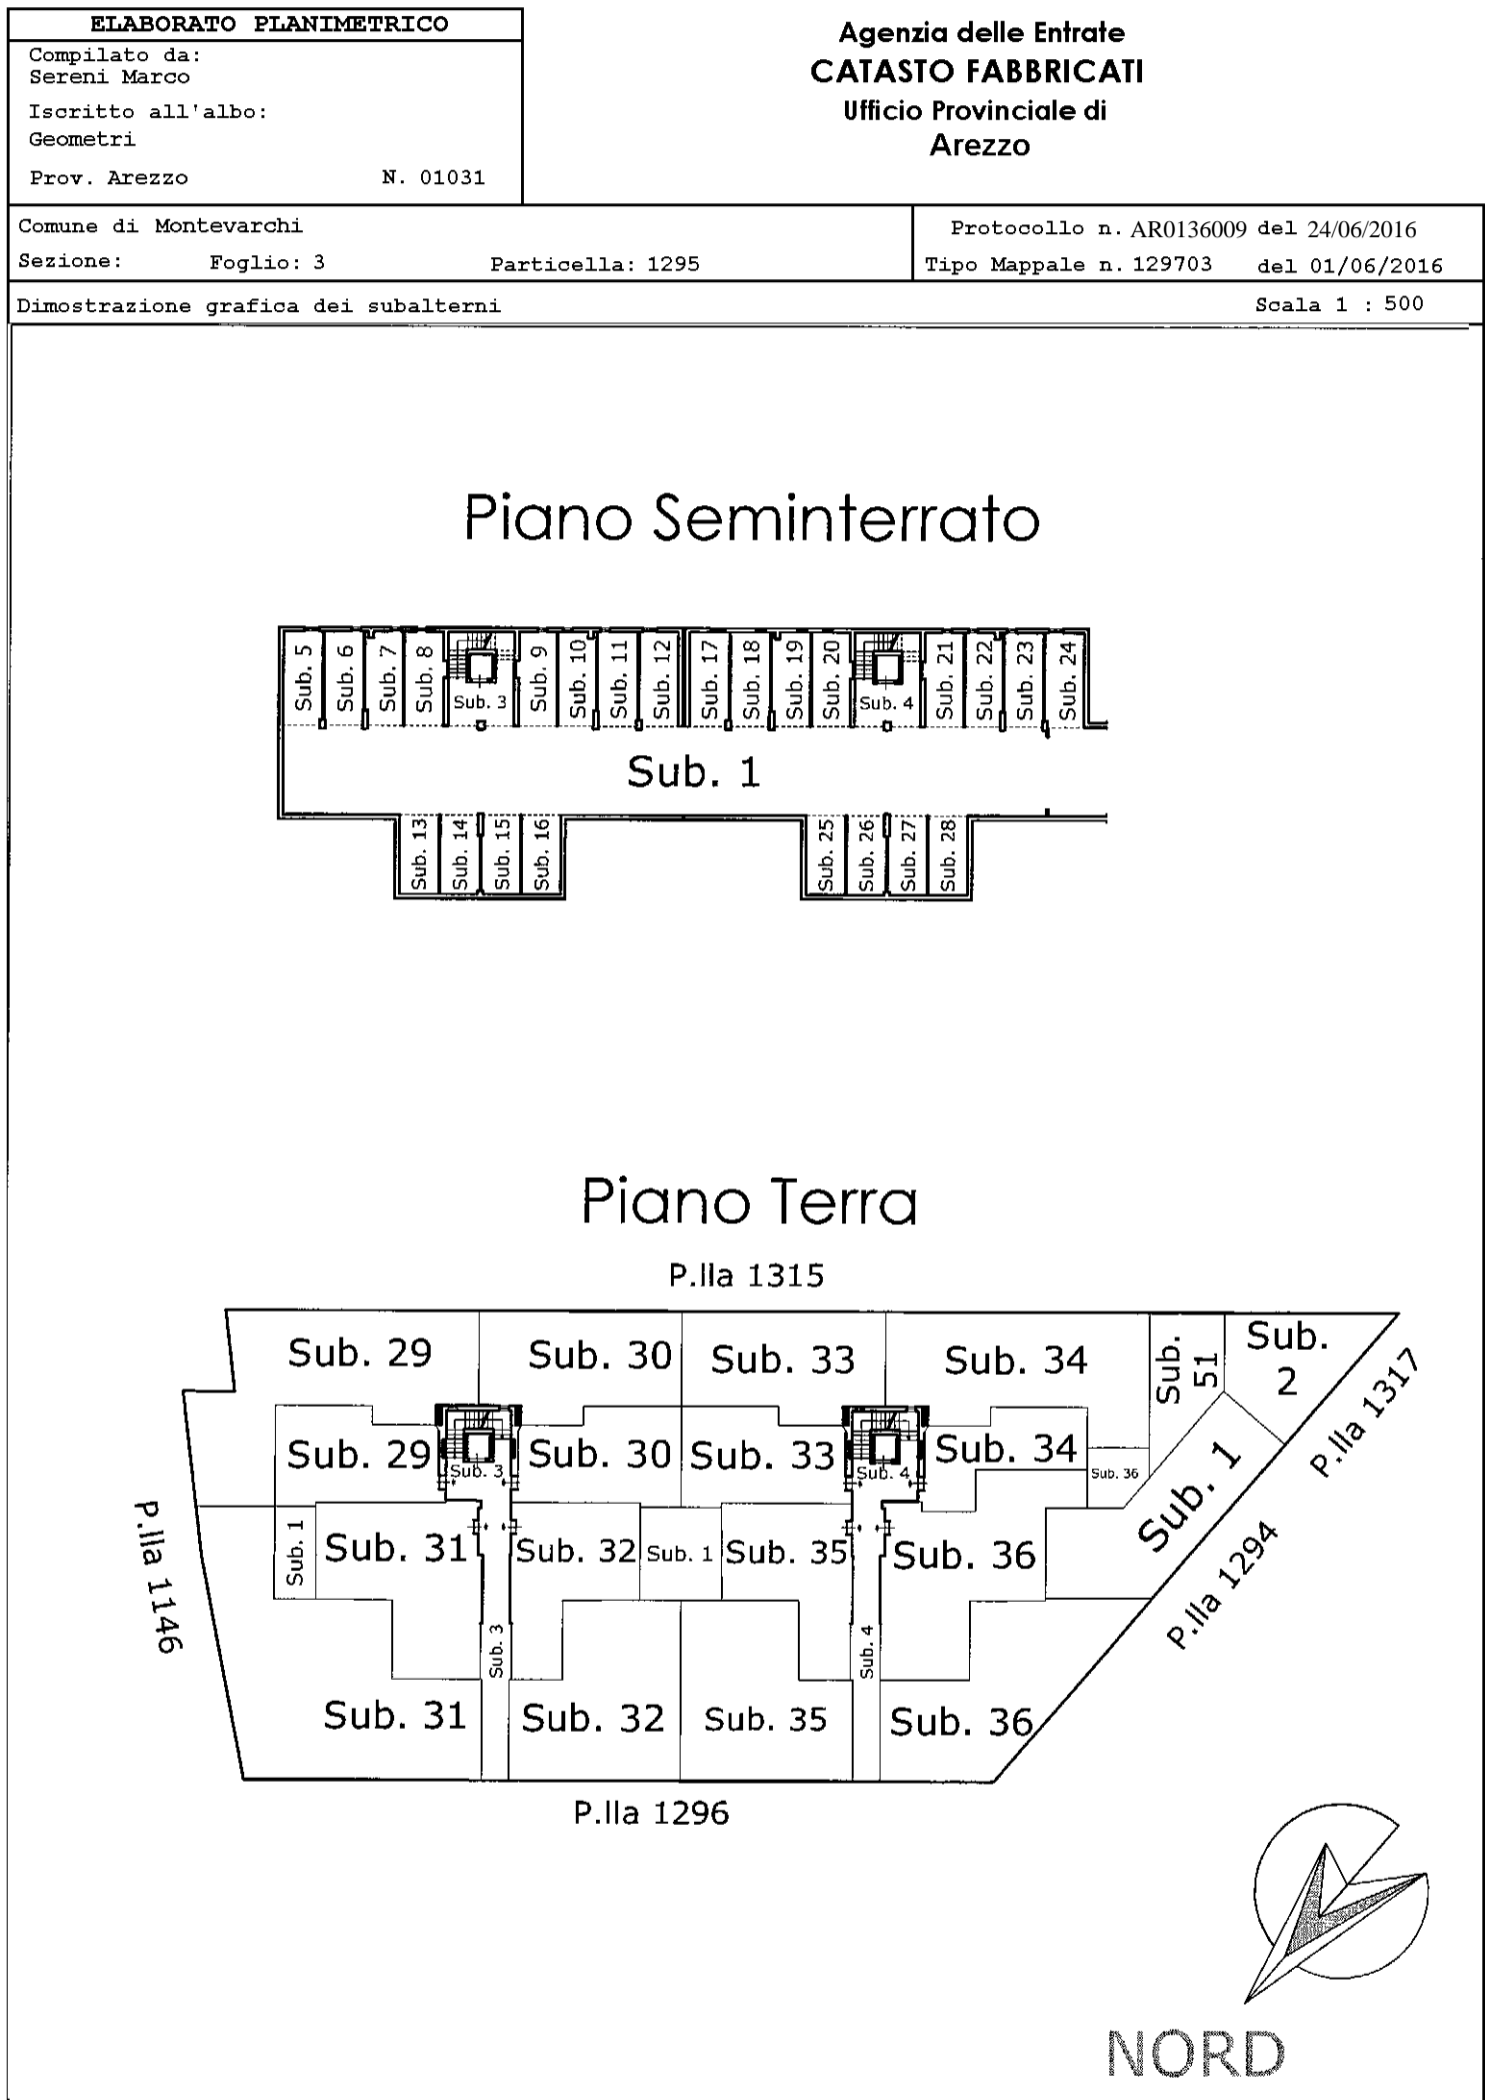 ELABORATO PLANIMETRICO
Compilato da:
Sereni Marco
Iscritto all'albo:
Geometri
Prov. Arezzo N. 01031
Agenzia delle Entrate
CATASTO FABBRICATI
Ufficio Provinciale di
Arezzo
Comune di Montevarchi
Sezione: Foglio: 3 Particella: 1295
Protocollo n. AR0136009 del 24/06/2016
Tipo Mappale n. 129703 del 01/06/2016
Dimostrazione grafica dei subalterni Scala 1 : 500
Piano Seminterrato
Sub. 5
Sub. 6
Sub. 7
Sub. 8
Sub. 3
Sub. 9
Sub. 10
Sub. 11
Sub. 12
Sub. 17
Sub. 18
Sub. 19
Sub. 20
Sub. 4
Sub. 21
Sub. 22
Sub. 23
Sub. 24
Sub. 1
Sub. 13
Sub. 14
Sub. 15
Sub. 16
Sub. 25
Sub. 26
Sub. 27
Sub. 28
Piano Terra
P.lla 1315
Sub. 29
Sub. 30
Sub. 33
Sub. 34
Sub.
51
Sub.
2
P.lla 1317
Sub. 29
Sub. 3
Sub. 30
Sub. 33
Sub. 4
Sub. 34
Sub. 36
Sub. 1
P.lla 1294
P.lla 1146
Sub. 1
Sub. 31
Sub. 32
Sub. 1
Sub. 35
Sub. 36
Sub. 3
Sub. 4
Sub. 31
Sub. 32
Sub. 35
Sub. 36
P.lla 1296
NORD